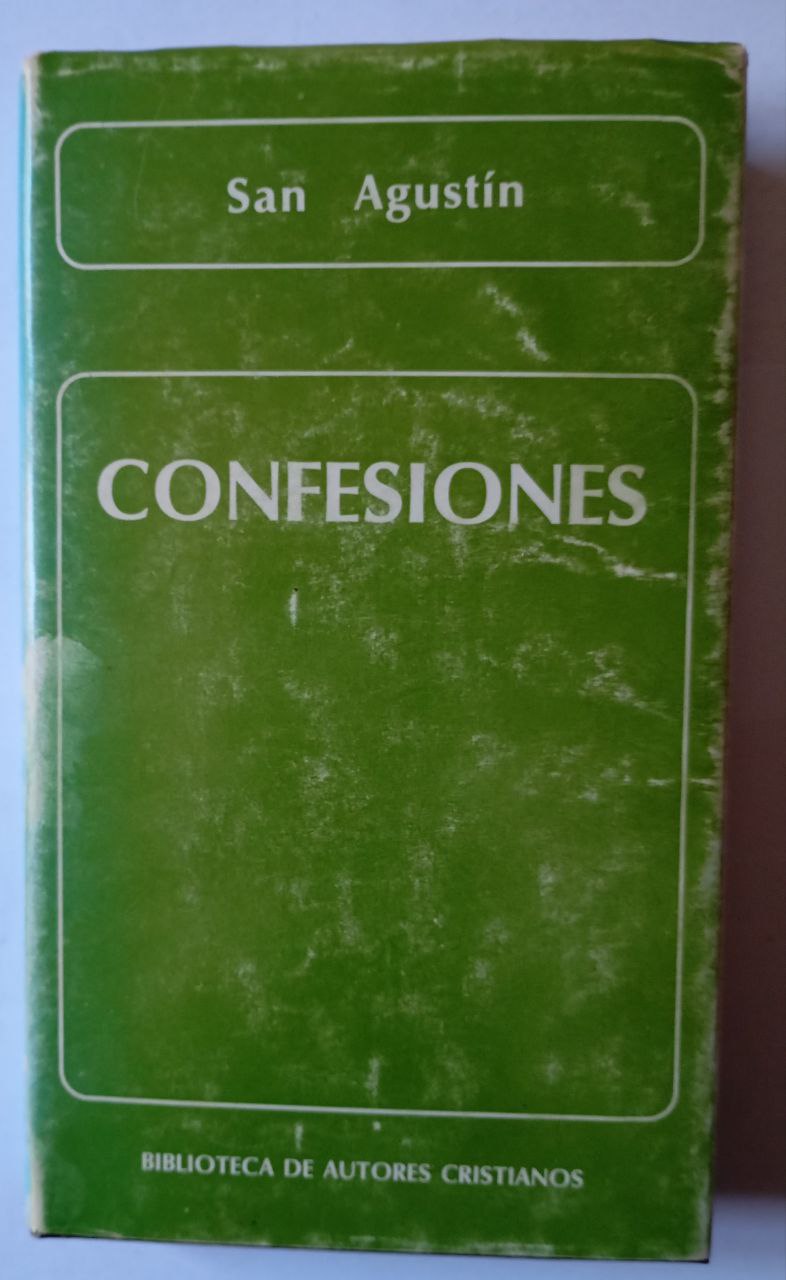 San Agustín
CONFESIONES
BIBLIOTECA DE AUTORES CRISTIANOS